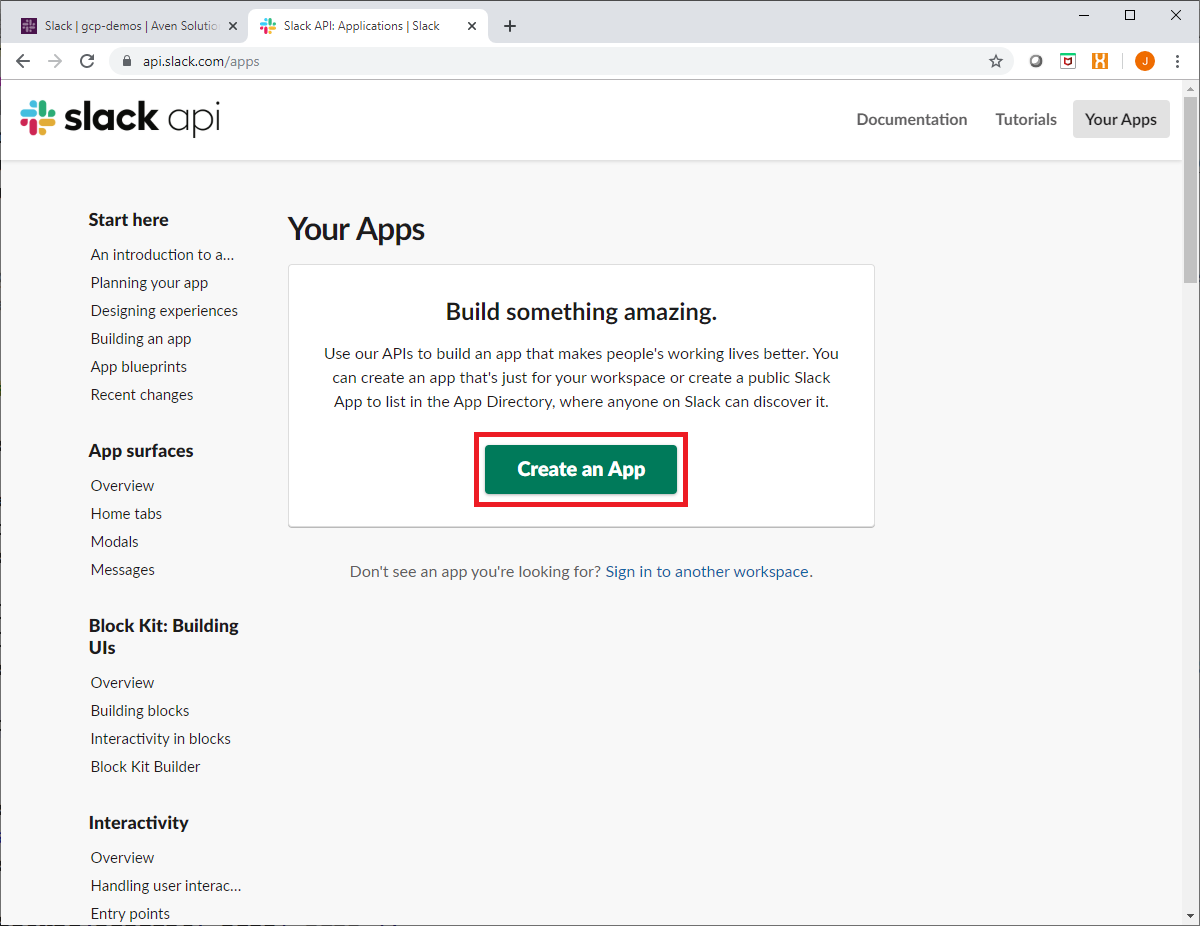 Slack | gcp-demos | Aven Solutio
Slack API: Applications | Slack
api.slack.com/apps
J
slack api
Documentation
Tutorials
Your Apps
Start here
An introduction to a...
Planning your app
Designing experiences
Building an app
App blueprints
Recent changes
App surfaces
Overview
Home tabs
Modals
Messages
Block Kit: Building
UIs
Overview
Building blocks
Interactivity in blocks
Block Kit Builder
Interactivity
Overview
Handling user interac...
Entry points
Your Apps
Build something amazing.
Use our APIs to build an app that makes people's working lives better. You
can create an app that's just for your workspace or create a public Slack
App to list in the App Directory, where anyone on Slack can discover it.
Create an App
Don't see an app you're looking for? Sign in to another workspace.